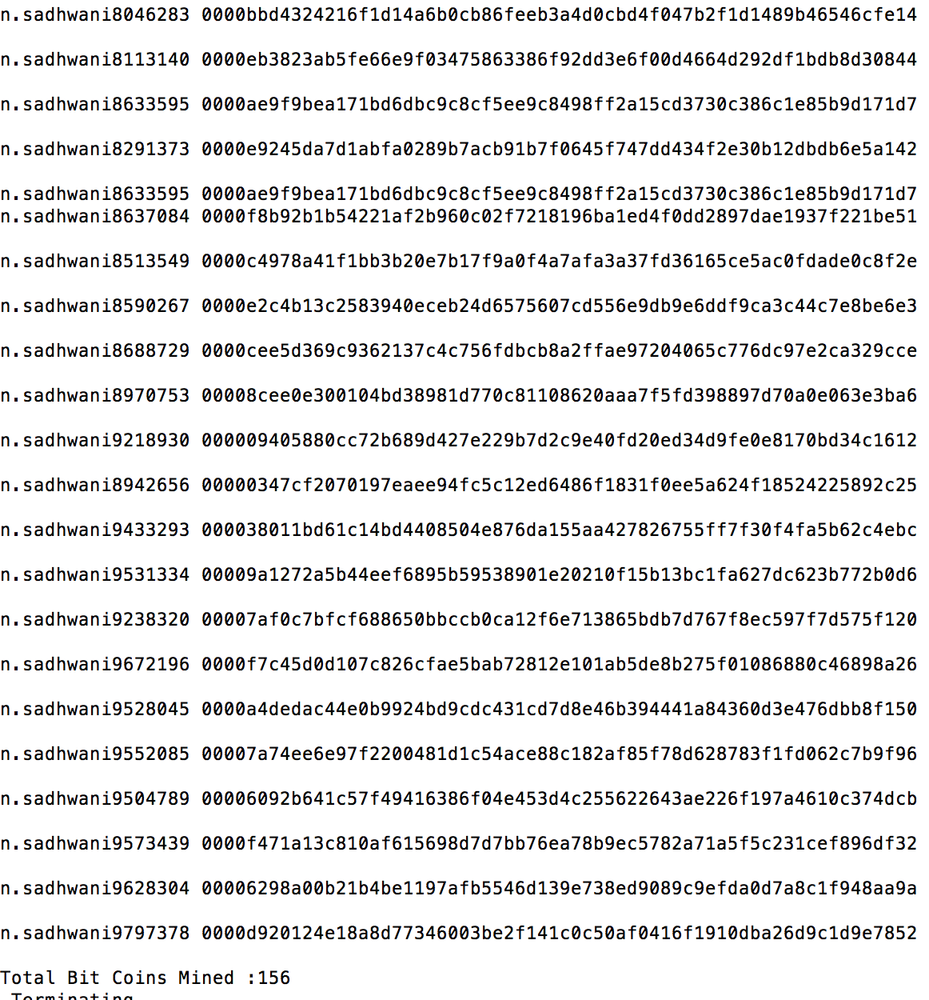 n.sadhwani8046283 0000bbd4324216f1d14a6b0cb86feeb3a4d0cbd4f047b2f1d1489b46546cfe14
n.sadhwani8113140 0000eb3823ab5fe66e9f03475863386f92dd3e6f00d4664d292df1bdb8d30844
n.sadhwani8633595 0000ae9f9bea171bd6dbc9c8cf5ee9c8498ff2a15cd3730c386c1e85b9d171d7
n.sadhwani8291373 0000e9245da7d1abfa0289b7acb91b7f0645f747dd434f2e30b12dbdb6e5a142
n.sadhwani8633595 0000ae9f9bea171bd6dbc9c8cf5ee9c8498ff2a15cd3730c386c1e85b9d171d7
n.sadhwani8637084 0000f8b92b1b54221af2b960c02f7218196ba1ed4f0dd2897dae1937f221be51
n.sadhwani8513549 0000c4978a41f1bb3b20e7b17f9a0f4a7afa3a37fd36165ce5ac0fdade0c8f2e
n.sadhwani8590267 0000e2c4b13c2583940eceb24d6575607cd556e9db9e6ddf9ca3c44c7e8be6e3
n.sadhwani8688729 0000cee5d369c9362137c4c756fdbcb8a2ffae97204065c776dc97e2ca329cce
n.sadhwani8970753 00008cee0e300104bd38981d770c81108620aaa7f5fd398897d70a0e063e3ba6
n.sadhwani9218930 000009405880cc72b689d427e229b7d2c9e40fd20ed34d9fe0e8170bd34c1612
n.sadhwani8942656 00000347cf2070197eaee94fc5c12ed6486f1831f0ee5a624f18524225892c25
n.sadhwani9433293 000038011bd61c14bd4408504e876da155aa427826755ff7f30f4fa5b62c4ebc
n.sadhwani9531334 00009a1272a5b44eef6895b59538901e20210f15b13bc1fa627dc623b772b0d6
n.sadhwani9238320 00007af0c7bfcf688650bbccb0ca12f6e713865bdb7d767f8ec597f7d575f120
n.sadhwani9672196 0000f7c45d0d107c826cfae5bab72812e101ab5de8b275f01086880c46898a26
n.sadhwani9528045 0000a4dedac44e0b9924bd9cdc431cd7d8e46b394441a84360d3e476dbb8f150
n.sadhwani9552085 00007a74ee6e97f2200481d1c54ace88c182af85f78d628783f1fd062c7b9f96
n.sadhwani9504789 00006092b641c57f49416386f04e453d4c255622643ae226f197a4610c374dcb
n.sadhwani9573439 0000f471a13c810af615698d7d7bb76ea78b9ec5782a71a5f5c231cef896df32
n.sadhwani9628304 00006298a00b21b4be1197afb5546d139e738ed9089c9efda0d7a8c1f948aa9a
n.sadhwani9797378 0000d920124e18a8d77346003be2f141c0c50af0416f1910dba26d9c1d9e7852
Total Bit Coins Mined :156
Terminating